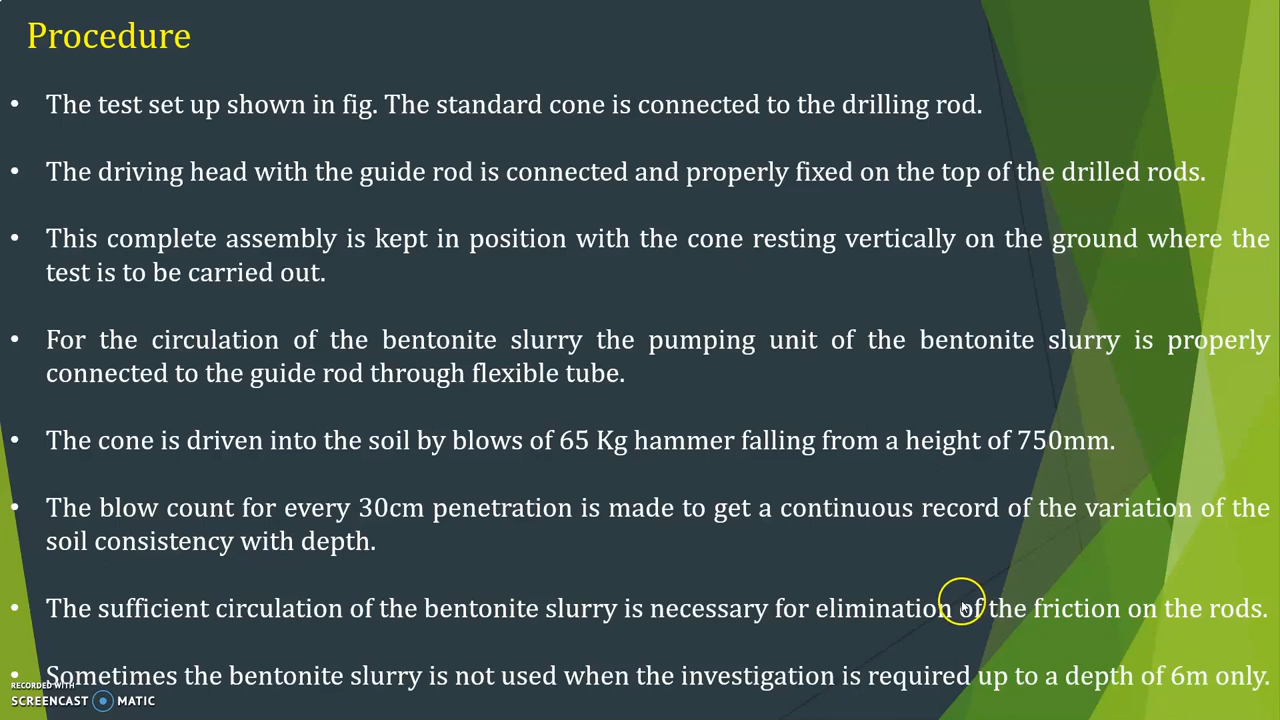 Procedure
• The test set up shown in fig. The standard cone is connected to the drilling rod.
• The driving head with the guide rod is connected and properly fixed on the top of the drilled rods.
• This complete assembly is kept in position with the cone resting vertically on the ground where the
test is to be carried out.
• For the circulation of the bentonite slurry the pumping unit of the bentonite slurry is properly
connected to the guide rod through flexible tube.
• The cone is driven into the soil by blows of 65 Kg hammer falling from a height of 750mm.
• The blow count for every 30cm penetration is made to get a continuous record of the variation of the
soil consistency with depth.
• The sufficient circulation of the bentonite slurry is necessary for elimination of the friction on the rods.
• Sometimes the bentonite slurry is not used when the investigation is required up to a depth of 6m only.
RECORDED WITH
SCREENCAST MATIC